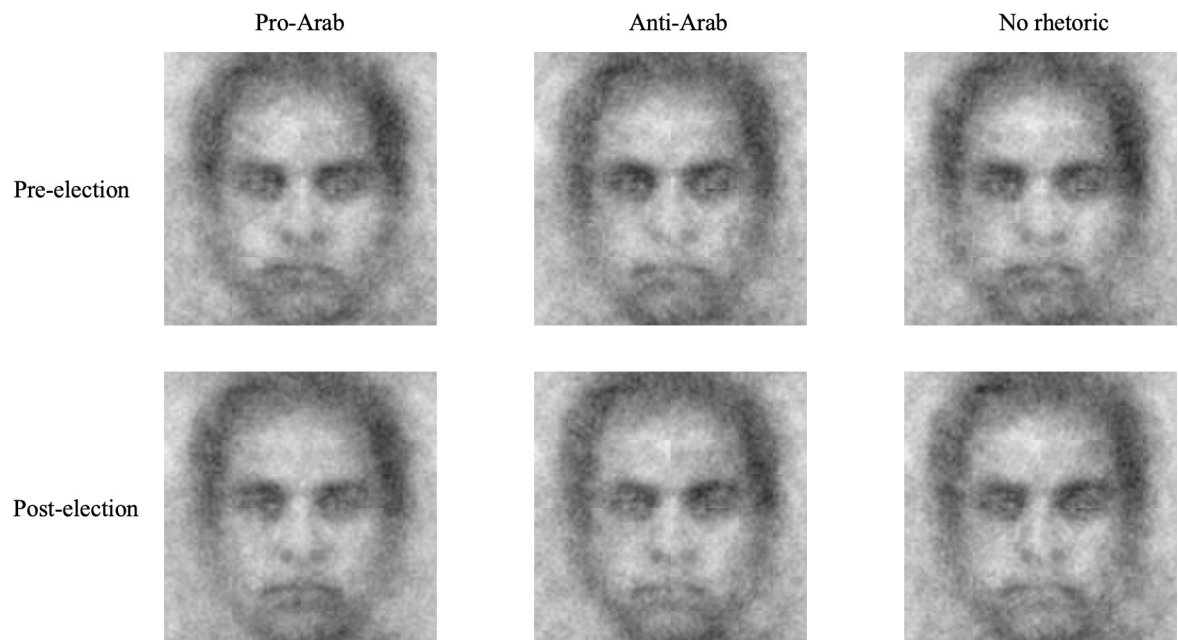 Pro-Arab
Anti-Arab
No rhetoric
Pre-election
Post-election